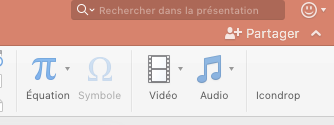 Rechercher dans la présentation
Partager
Équation Symbole Vidéo Audio Icondrop